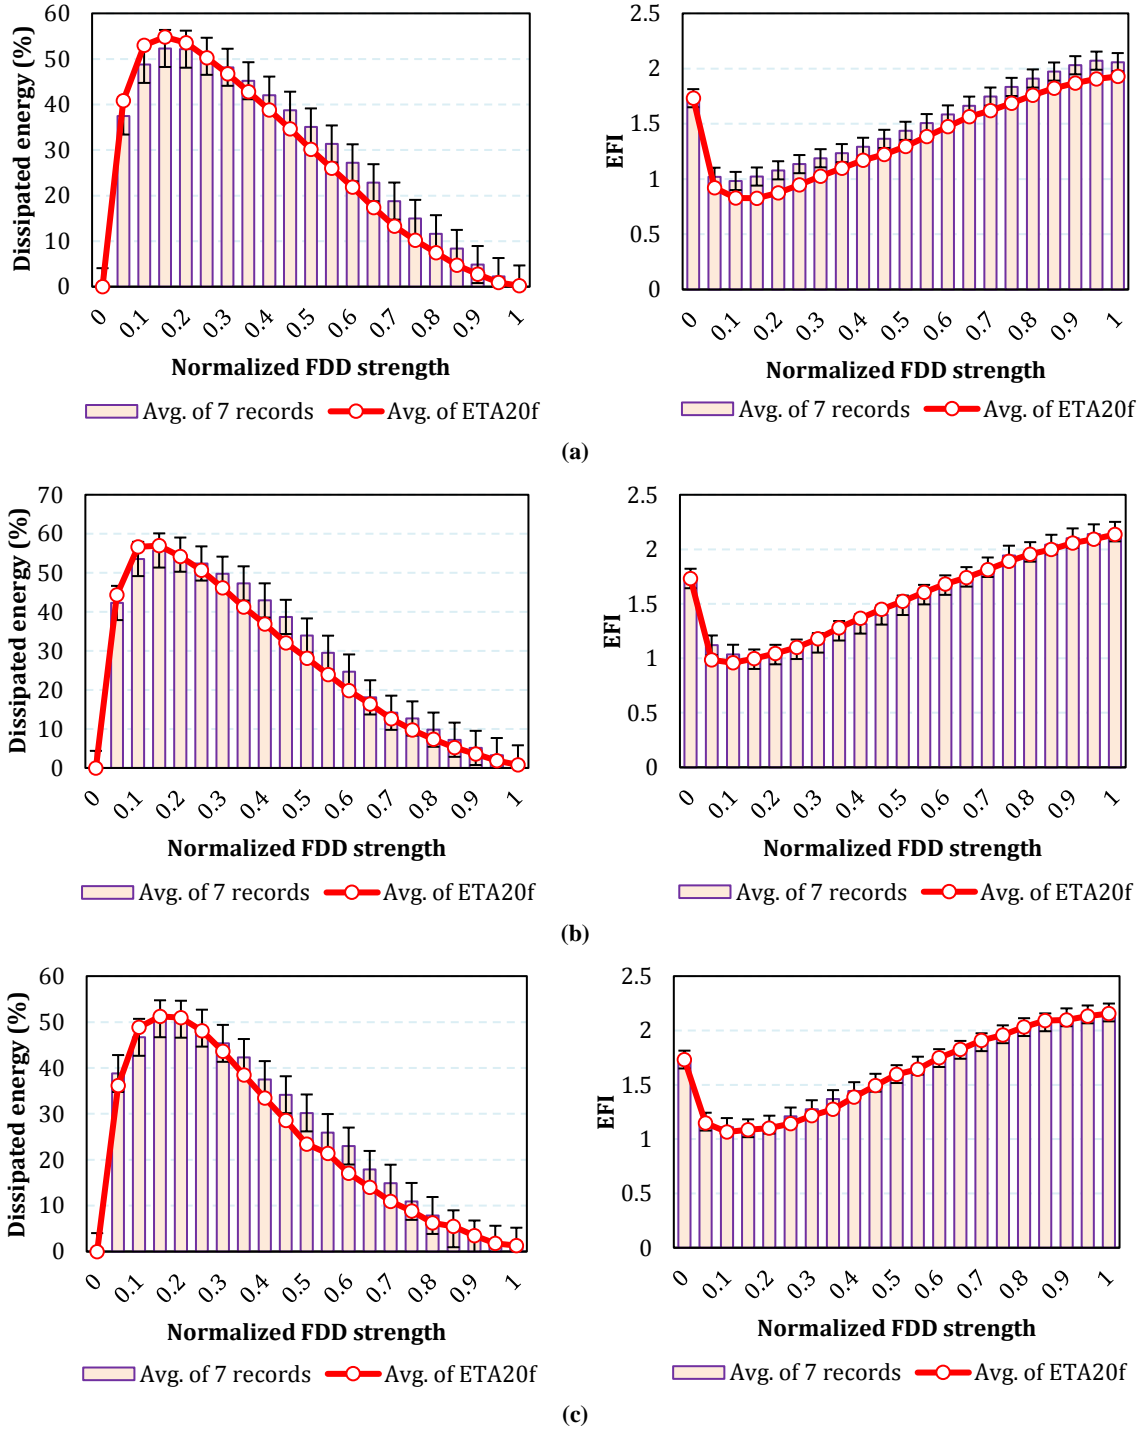 Dissipated energy (%)
60
50
40
30
20
10
0
0 0.1 0.2 0.3 0.4 0.5 0.6 0.7 0.8 0.9 1
Normalized FDD strength
Avg. of 7 records Avg. of ETA20f
EFI
2.5
2
1.5
1
0.5
0
0 0.1 0.2 0.3 0.4 0.5 0.6 0.7 0.8 0.9 1
Normalized FDD strength
Avg. of 7 records Avg. of ETA20f
(a)
Dissipated energy (%)
70
60
50
40
30
20
10
0
0 0.1 0.2 0.3 0.4 0.5 0.6 0.7 0.8 0.9 1
Normalized FDD strength
Avg. of 7 records Avg. of ETA20f
EFI
2.5
2
1.5
1
0.5
0
0 0.1 0.2 0.3 0.4 0.5 0.6 0.7 0.8 0.9 1
Normalized FDD strength
Avg. of 7 records Avg. of ETA20f
(b)
Dissipated energy (%)
60
50
40
30
20
10
0
0 0.1 0.2 0.3 0.4 0.5 0.6 0.7 0.8 0.9 1
Normalized FDD strength
Avg. of 7 records Avg. of ETA20f
EFI
2.5
2
1.5
1
0.5
0
0 0.1 0.2 0.3 0.4 0.5 0.6 0.7 0.8 0.9 1
Normalized FDD strength
Avg. of 7 records Avg. of ETA20f
(c)